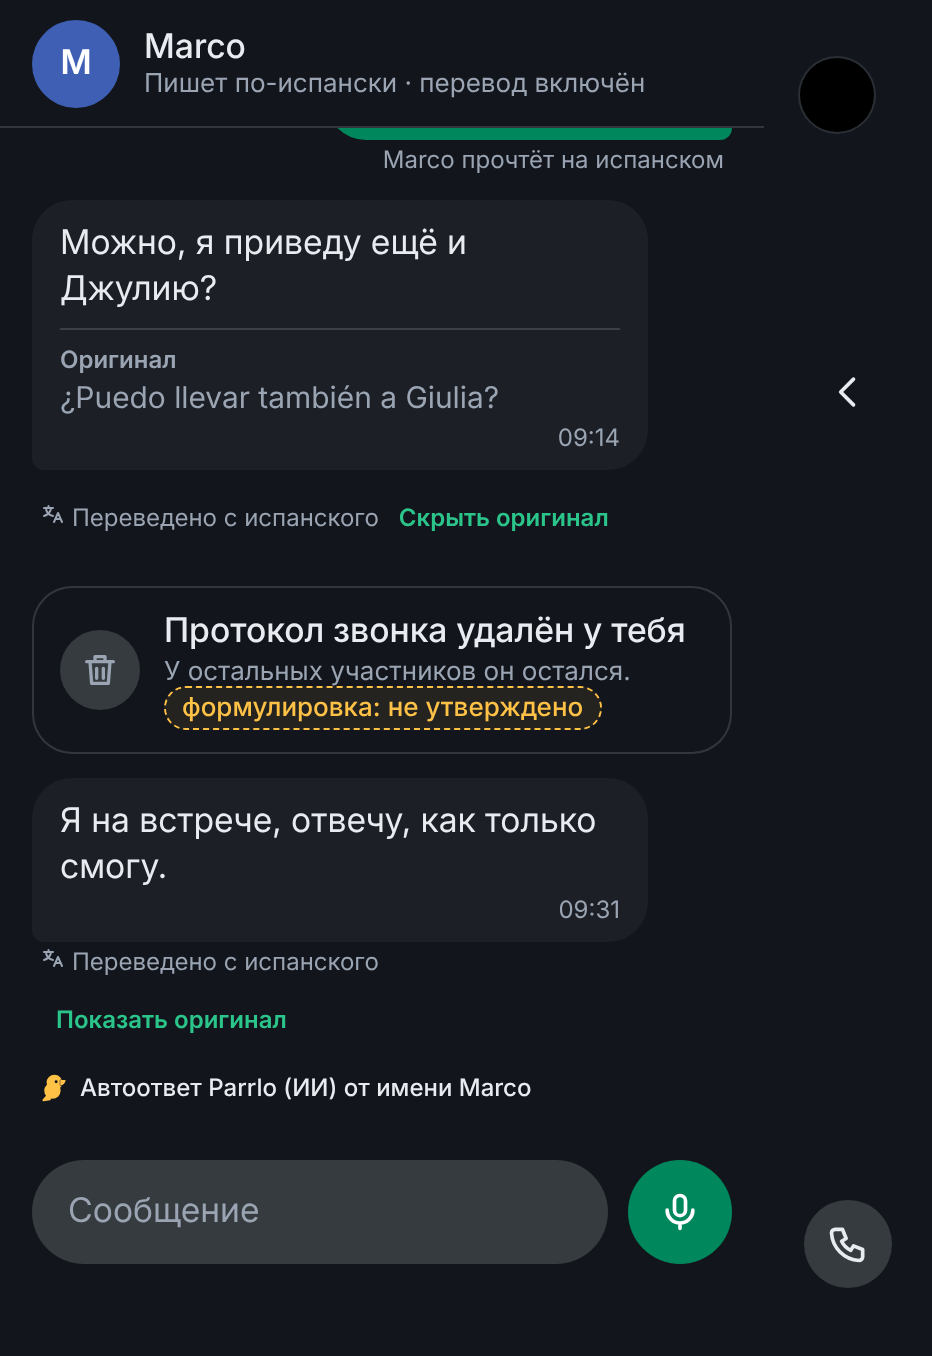 M
Marco
Пишет по-испански · перевод включён
Marco прочтёт на испанском
Можно, я приведу ещё и
Джулию?
Оригинал
¿Puedo llevar también a Giulia?
09:14
Переведено с испанского Скрыть оригинал
Протокол звонка удалён у тебя
У остальных участников он остался.
формулировка: не утверждено
Я на встрече, отвечу, как только
смогу.
09:31
Переведено с испанского
Показать оригинал
Автоответ Parrlo (ИИ) от имени Marco
Сообщение